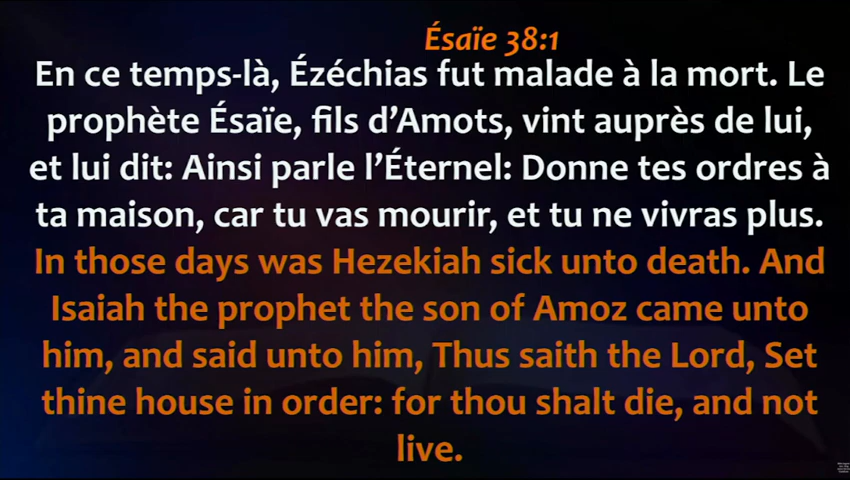 Ésaïe 38:1
En ce temps-là, Ézéchias fut malade à la mort. Le
prophète Ésaïe, fils d’Amots, vint auprès de lui,
et lui dit: Ainsi parle l’Éternel: Donne tes ordres à
ta maison, car tu vas mourir, et tu ne vivras plus.
In those days was Hezekiah sick unto death. And
Isaiah the prophet the son of Amoz came unto
him, and said unto him, Thus saith the Lord, Set
thine house in order: for thou shalt die, and not
live.